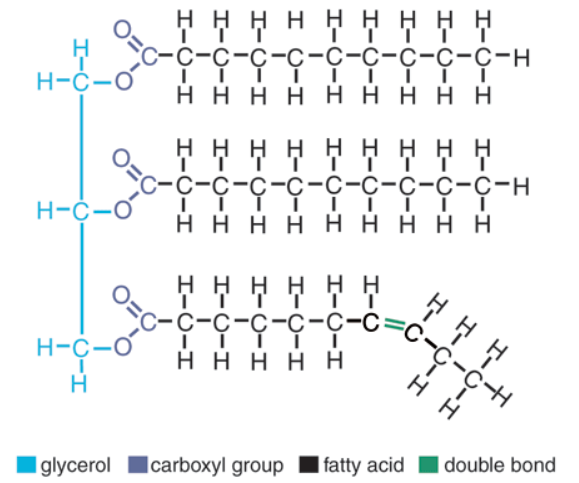 O H H H H H H H H H
H C C C C C C C C C C H
H C O H H H H H H H H H
O H H H H H H H H H
C C C C C C C C C C H
H C O H H H H H H H H H
O H H H H H H H
C C C C C C C C H
H C O H H H H H C H
H H C H
H H
glycerol carboxyl group fatty acid double bond